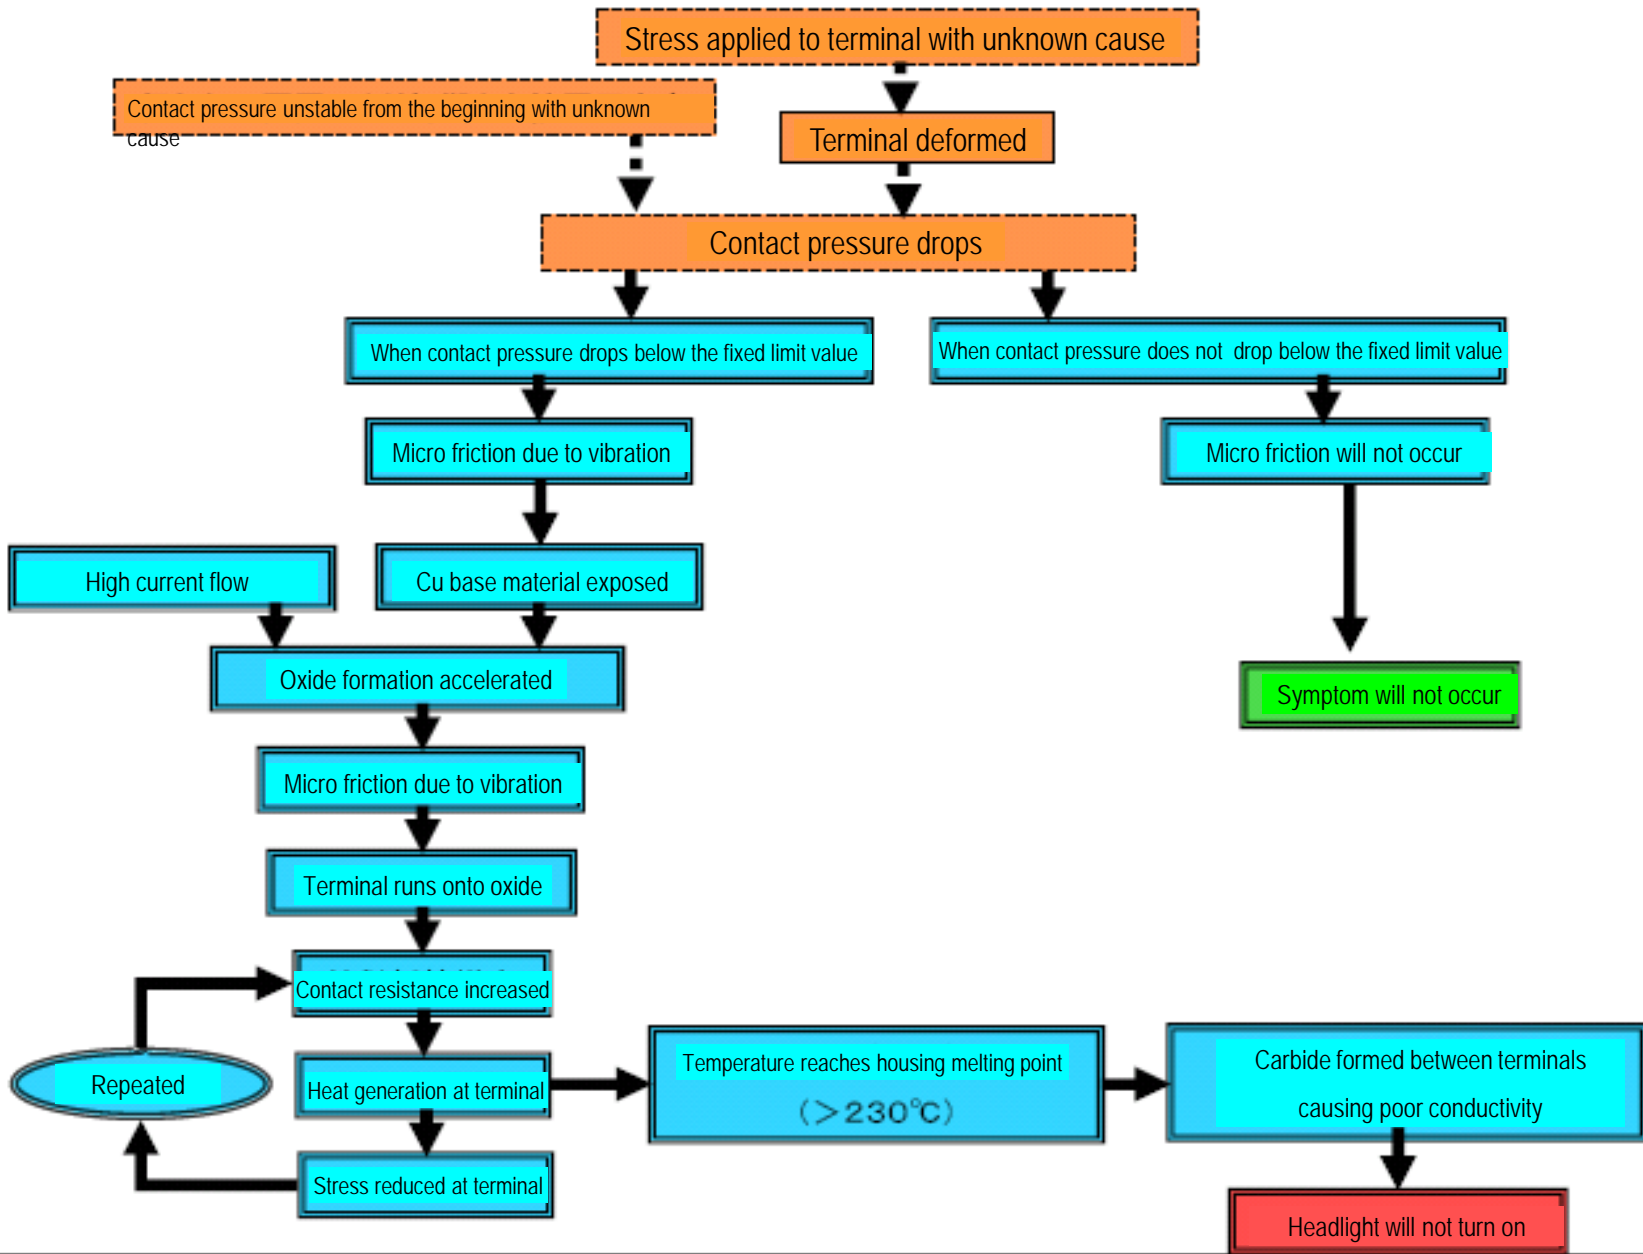 Stress applied to terminal with unknown cause
Contact pressure unstable from the beginning with unknown
cause
Terminal deformed
Contact pressure drops
When contact pressure drops below the fixed limit value
When contact pressure does not drop below the fixed limit value
Micro friction due to vibration
Micro friction will not occur
High current flow
Cu base material exposed
Oxide formation accelerated
Symptom will not occur
Micro friction due to vibration
Terminal runs onto oxide
Contact resistance increased
Repeated
Heat generation at terminal
Temperature reaches housing melting point
(>230℃)
Carbide formed between terminals
causing poor conductivity
Stress reduced at terminal
Headlight will not turn on